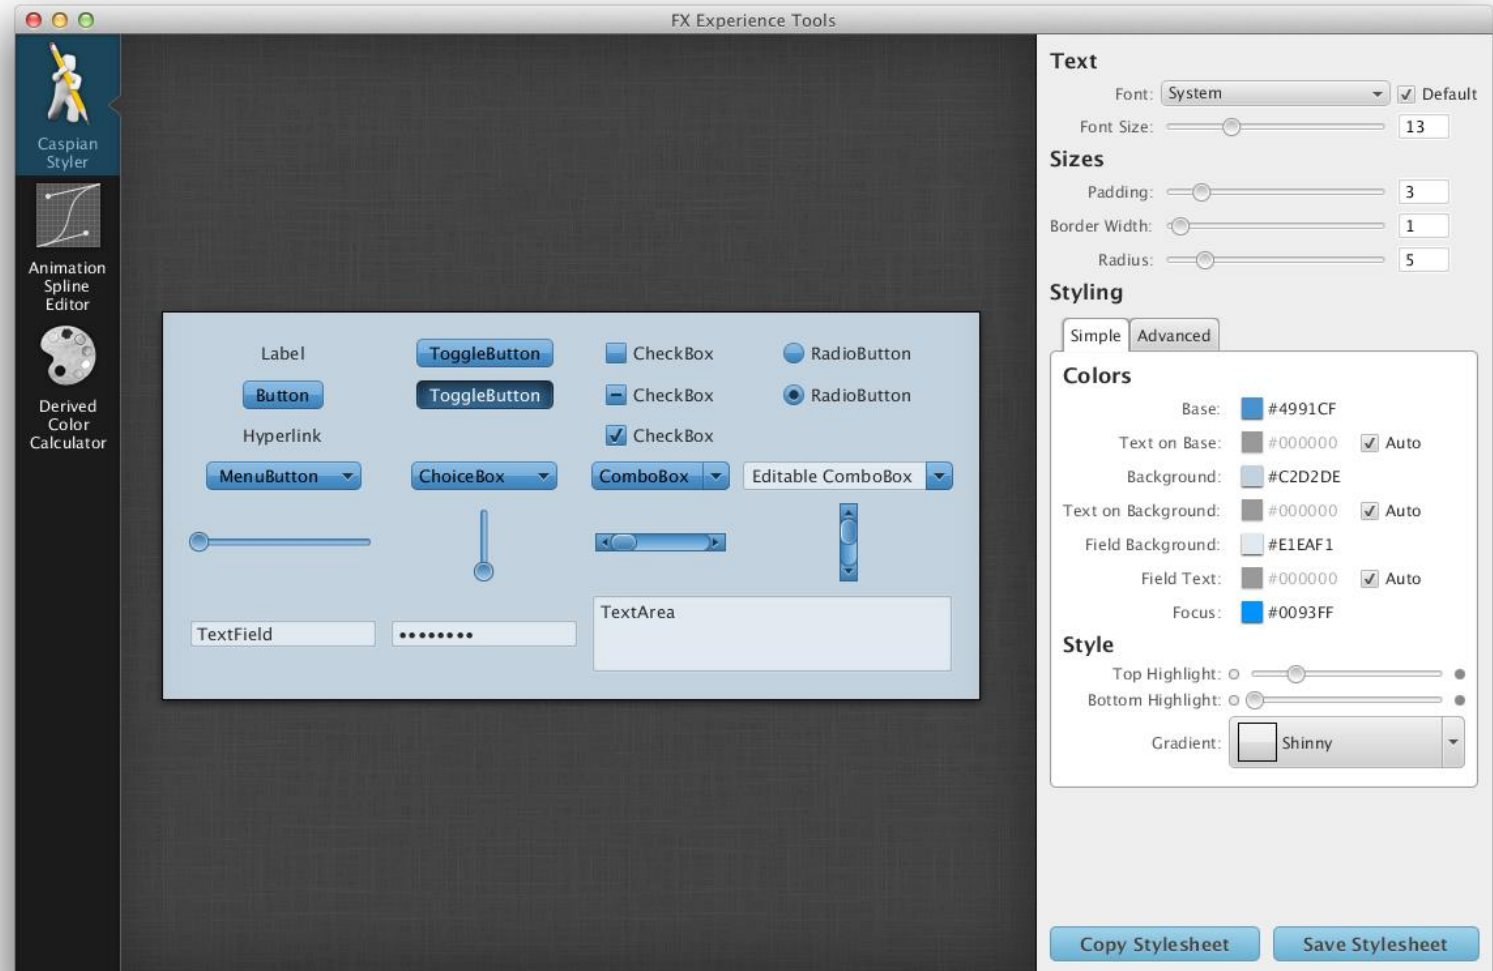 FX Experience Tools
Caspian
Styler
Animation
Spline
Editor
Derived
Color
Calculator
Label
ToggleButton
CheckBox
RadioButton
Button
ToggleButton
CheckBox
RadioButton
Hyperlink
CheckBox
MenuButton
ChoiceBox
ComboBox
Editable ComboBox
TextField
••••••••
TextArea
Text
Font: System Default
Font Size: 13
Sizes
Padding: 3
Border Width: 1
Radius: 5
Styling
Simple Advanced
Colors
Base: #4991CF
Text on Base: #000000 Auto
Background: #C2D2DE
Text on Background: #000000 Auto
Field Background: #E1EAF1
Field Text: #000000 Auto
Focus: #0093FF
Style
Top Highlight:
Bottom Highlight:
Gradient: Shinny
Copy Stylesheet Save Stylesheet